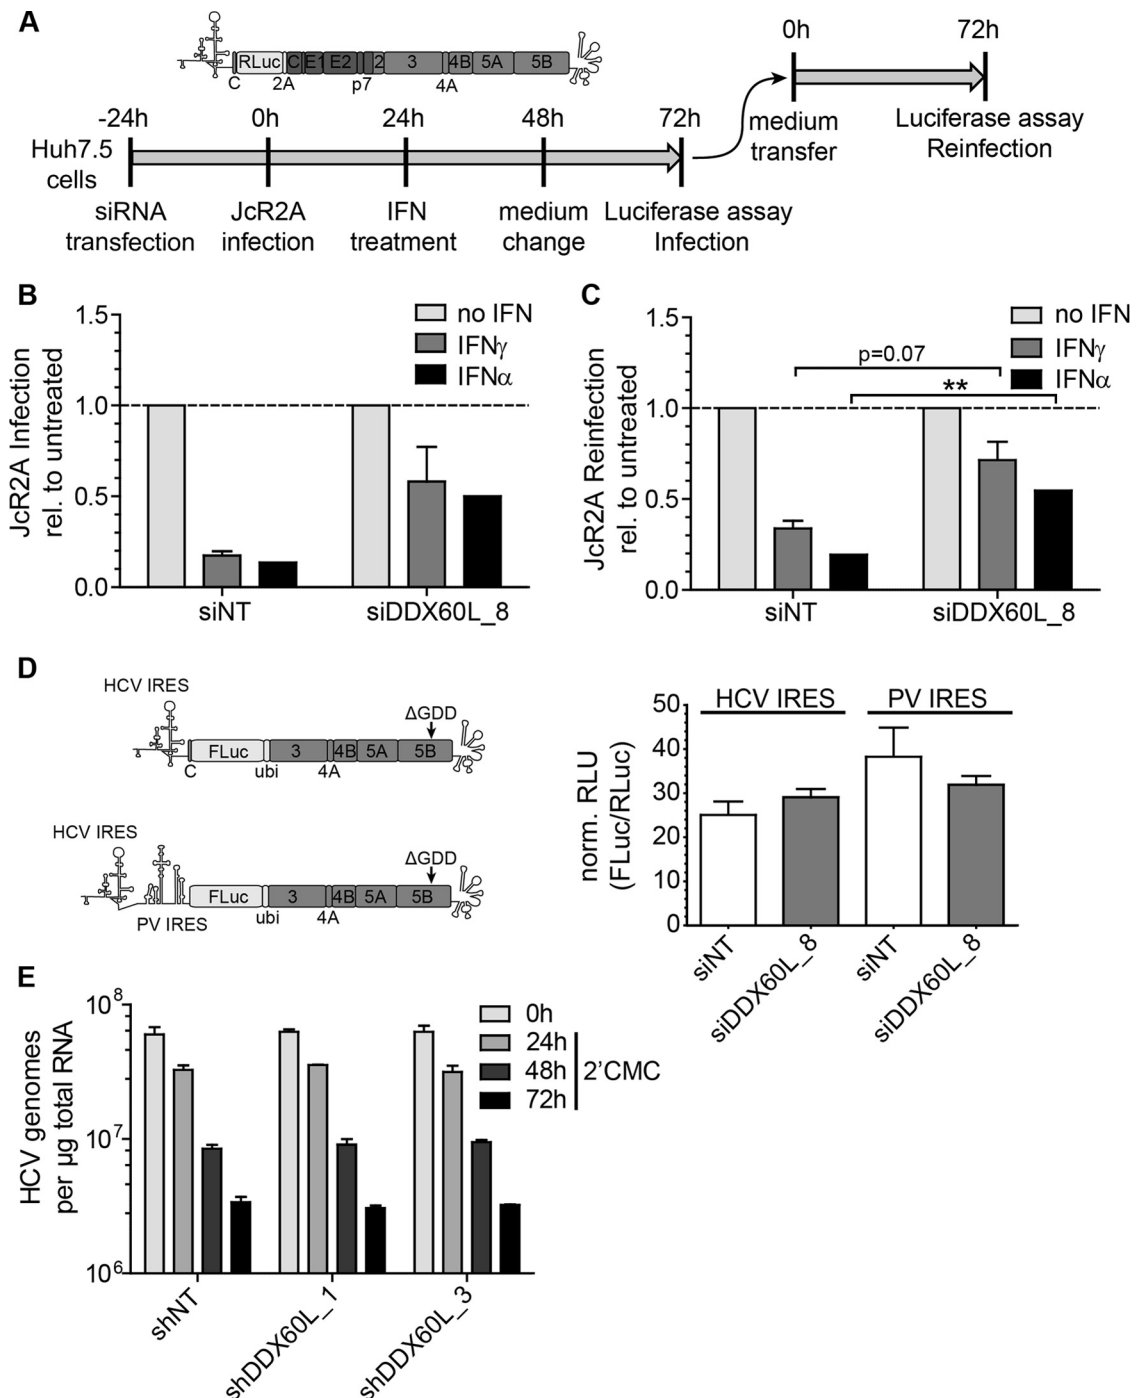 A
0h
72h
RLuc C E1 E2 2 3 4B 5A 5B
C 2A p7 4A
medium transfer
Luciferase assay Reinfection
-24h 0h 24h 48h 72h
Huh7.5 cells
siRNA transfection
JcR2A infection
IFN treatment
medium change
Luciferase assay Infection
B
JcR2A Infection
rel. to untreated
1.5
1.0
0.5
0.0
no IFN
IFNγ
IFNα
siNT siDDX60L_8
C
JcR2A Reinfection
rel. to untreated
1.5
1.0
0.5
0.0
no IFN
IFNγ
IFNα
p=0.07
**
siNT siDDX60L_8
D
HCV IRES
ΔGDD
FLuc 3 4B 5A 5B
C ubi 4A
HCV IRES
ΔGDD
FLuc 3 4B 5A 5B
PV IRES ubi 4A
norm. RLU
(FLuc/RLuc)
50
40
30
20
10
0
HCV IRES PV IRES
siNT
siDDX60L_8
siNT
siDDX60L_8
E
HCV genomes
per µg total RNA
10⁸
10⁷
10⁶
0h
24h
48h
72h
2'CMC
shNT
shDDX60L_1
shDDX60L_3